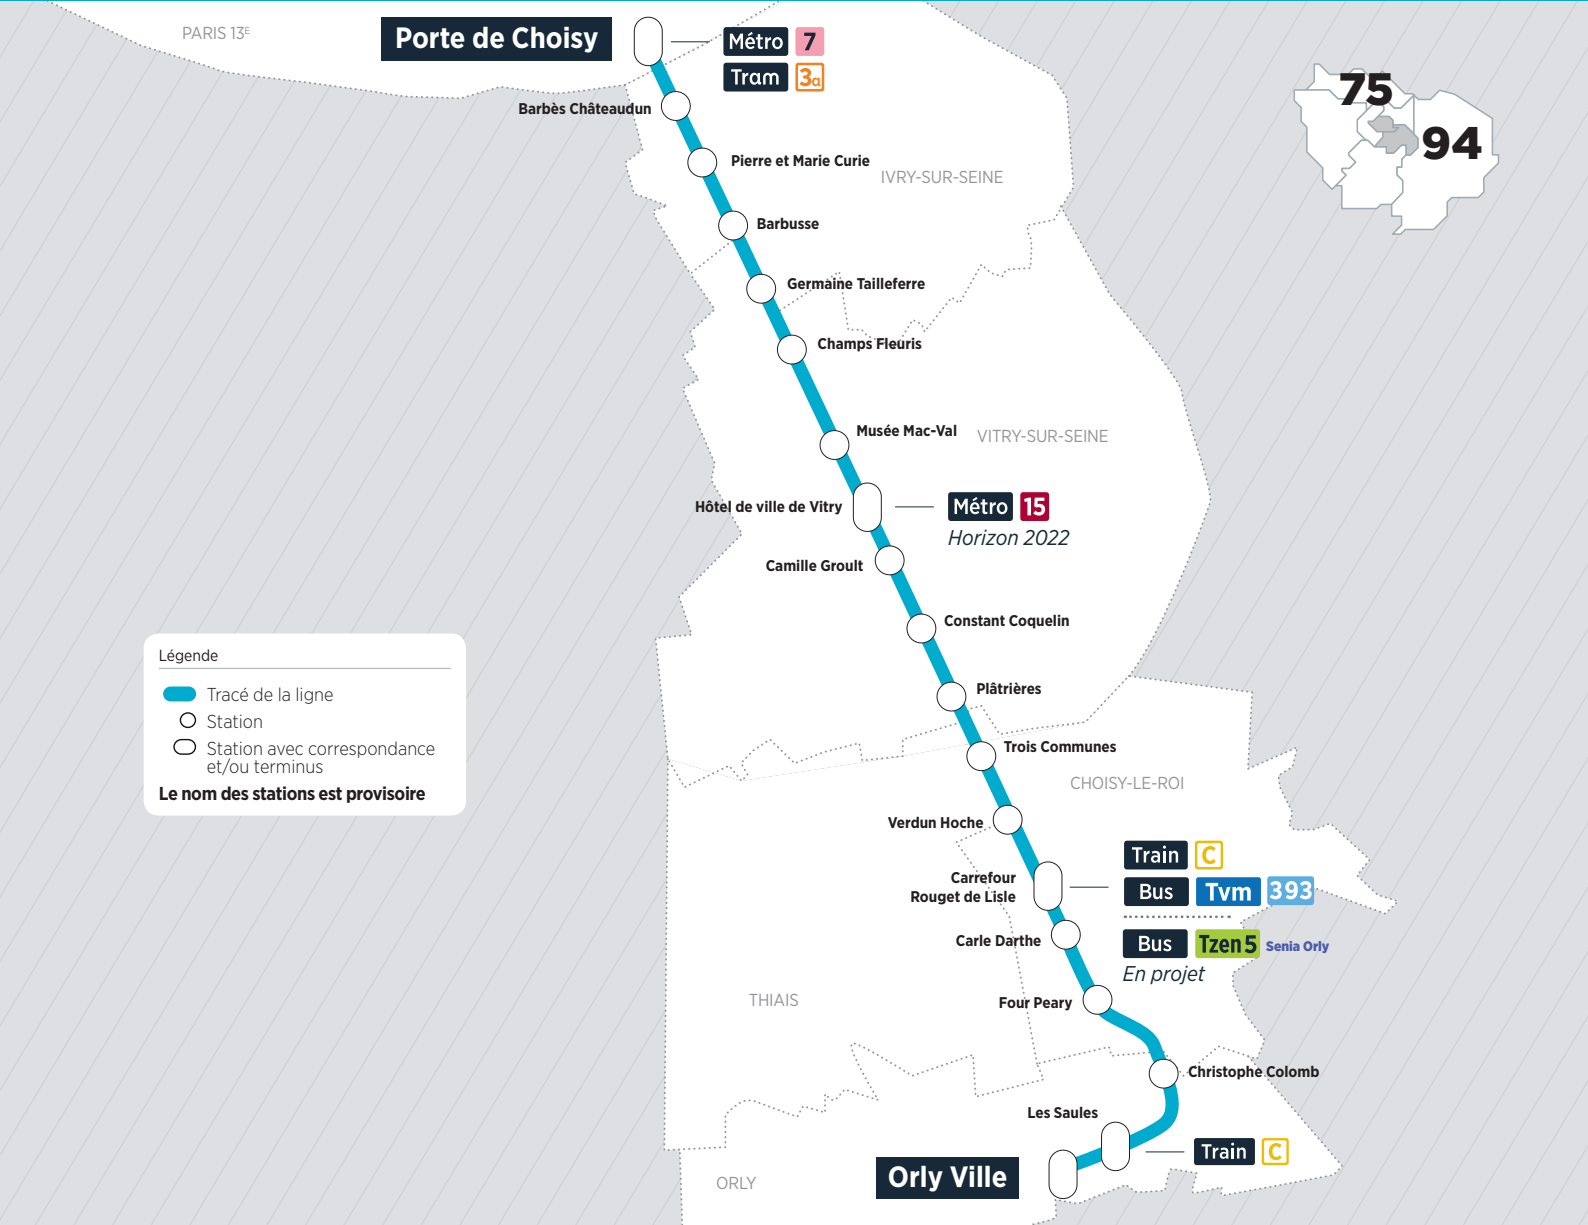 PARIS 13E
Porte de Choisy
Métro 7
Tram 3a
75
94
Barbès Châteaudun
Pierre et Marie Curie
IVRY-SUR-SEINE
Barbusse
Germaine Tailleferre
Champs Fleuris
Musée Mac-Val
VITRY-SUR-SEINE
Hôtel de ville de Vitry
Métro 15
Horizon 2022
Camille Groult
Constant Coquelin
Légende
Tracé de la ligne
Station
Station avec correspondance
et/ou terminus
Le nom des stations est provisoire
Plâtrières
Trois Communes
CHOISY-LE-ROI
Verdun Hoche
Train C
Carrefour
Rouget de Lisle
Bus Tvm 393
Carle Darthe
Bus Tzen 5 Senia Orly
En projet
THIAIS
Four Peary
Christophe Colomb
Les Saules
Train C
Orly Ville
ORLY